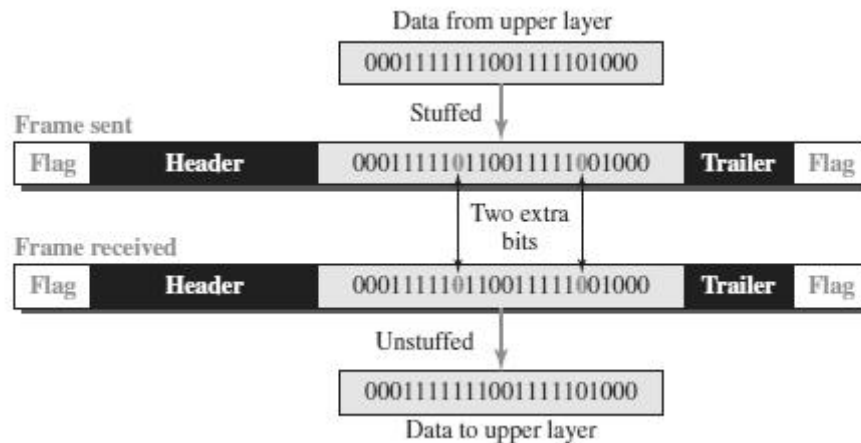 Data from upper layer
0001111111001111101000
Stuffed
Frame sent
Flag Header 000111110110011111001000 Trailer Flag
Two extra
bits
Frame received
Flag Header 000111110110011111001000 Trailer Flag
Unstuffed
0001111111001111101000
Data to upper layer